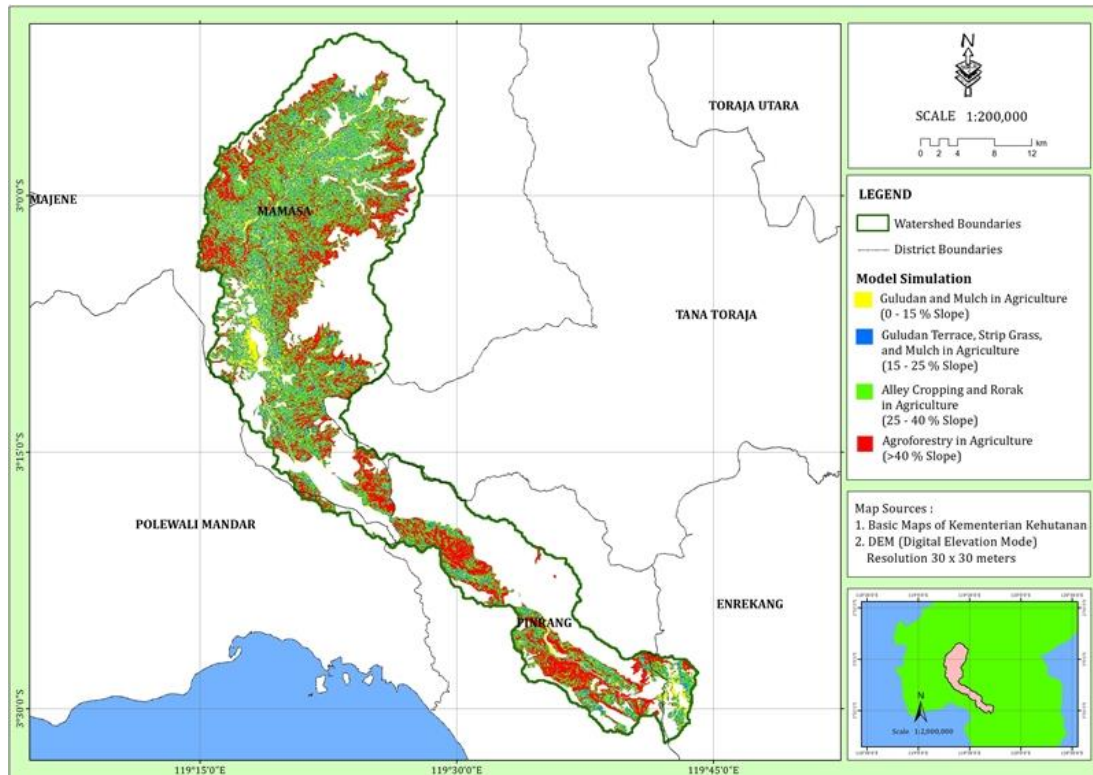 TORAJA UTARA
MAJENE
MAMASA
TANA TORAJA
POLEWALI MANDAR
ENREKANG
PINRANG
3°0'0"S
3°15'0"S
3°30'0"S
119°15'0"E
119°30'0"E
119°45'0"E
N
SCALE 1:200,000
0 2 4 8 12 km
LEGEND
Watershed Boundaries
District Boundaries
Model Simulation
Guludan and Mulch in Agriculture
(0 - 15 % Slope)
Guludan Terrace, Strip Grass,
and Mulch in Agriculture
(15 - 25 % Slope)
Alley Cropping and Rorak
in Agriculture
(25 - 40 % Slope)
Agroforestry in Agriculture
(>40 % Slope)
Map Sources :
1. Basic Maps of Kementerian Kehutanan
2. DEM (Digital Elevation Mode)
Resolution 30 x 30 meters
N
Scale 1:2,000,000